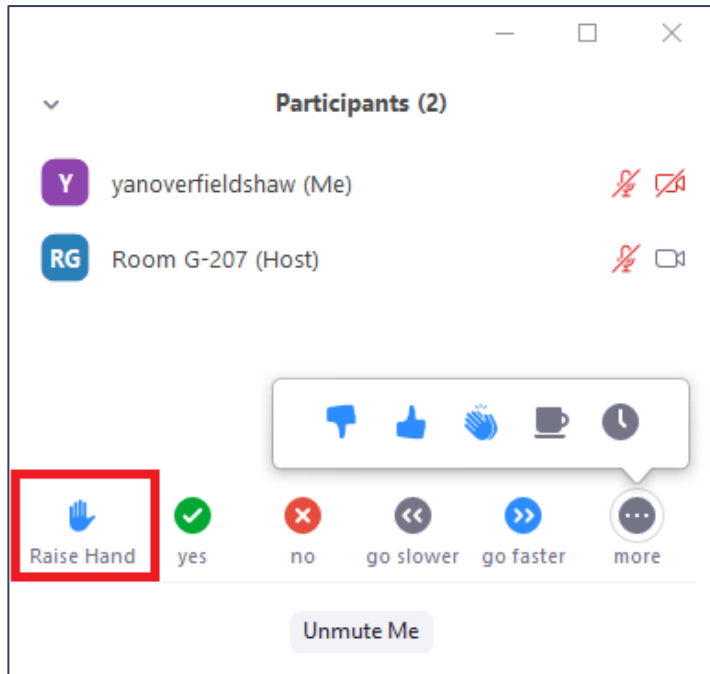 Participants (2)
Y yanoverfieldshaw (Me)
RG Room G-207 (Host)
Raise Hand yes no go slower go faster more
Unmute Me